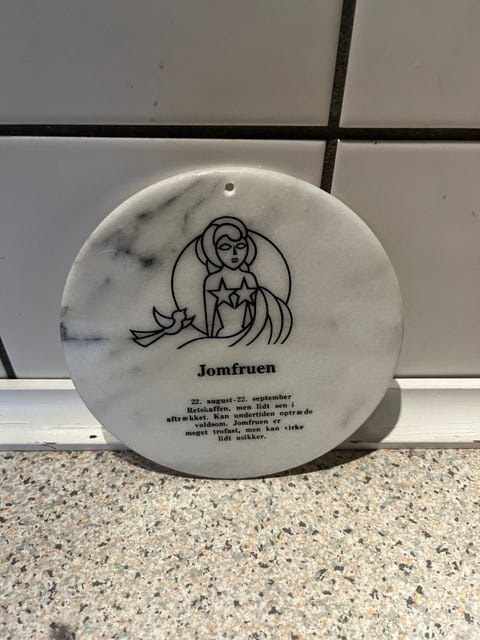 Jomfruen
22. august-22. september
Retskaffen, men lidt sen i
aftrækket. Kan undertiden optræde
voldsom. Jomfruen er
meget trofast, men kan virke
lidt usikker.